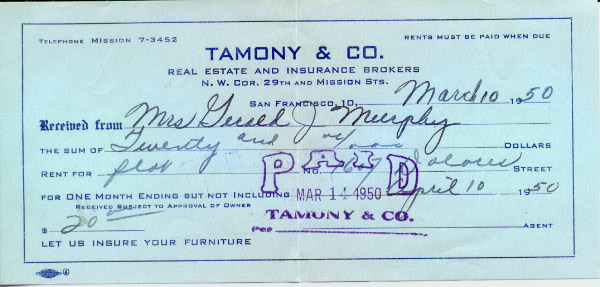 TELEPHONE MISSION 7-3452 RENTS MUST BE PAID WHEN DUE
TAMONY & CO.
REAL ESTATE AND INSURANCE BROKERS
N. W. COR. 29TH AND MISSION STS.
SAN FRANCISCO, 10, March 10 1950
Received from Mrs Gerald J Murphy
THE SUM OF Twenty and no/100 DOLLARS
RENT FOR flat NO. Dolores STREET
PAID
FOR ONE MONTH ENDING BUT NOT INCLUDING April 10 1950
MAR 14 1950
RECEIVED SUBJECT TO APPROVAL OF OWNER
TAMONY & CO.
$ 20 00 Per AGENT
LET US INSURE YOUR FURNITURE